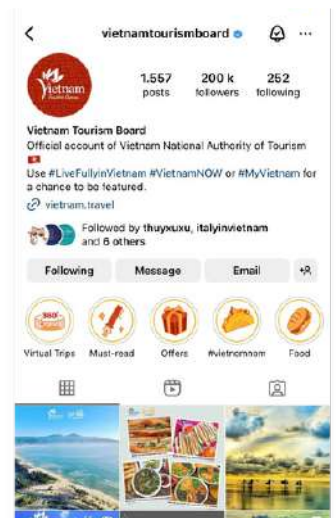 vietnamtourismboard
Vietnam
1.557 200 k 252
posts followers following
Vietnam Tourism Board
Official account of Vietnam National Authority of Tourism
Use #LiveFullyinVietnam #VietnamNOW or #MyVietnam for
a chance to be featured.
vietnam.travel
Followed by thuyxuxu, italyinvietnam
and 6 others
Following Message Email
360°
Virtual Trips Must-read Offers #vietnomnom Food